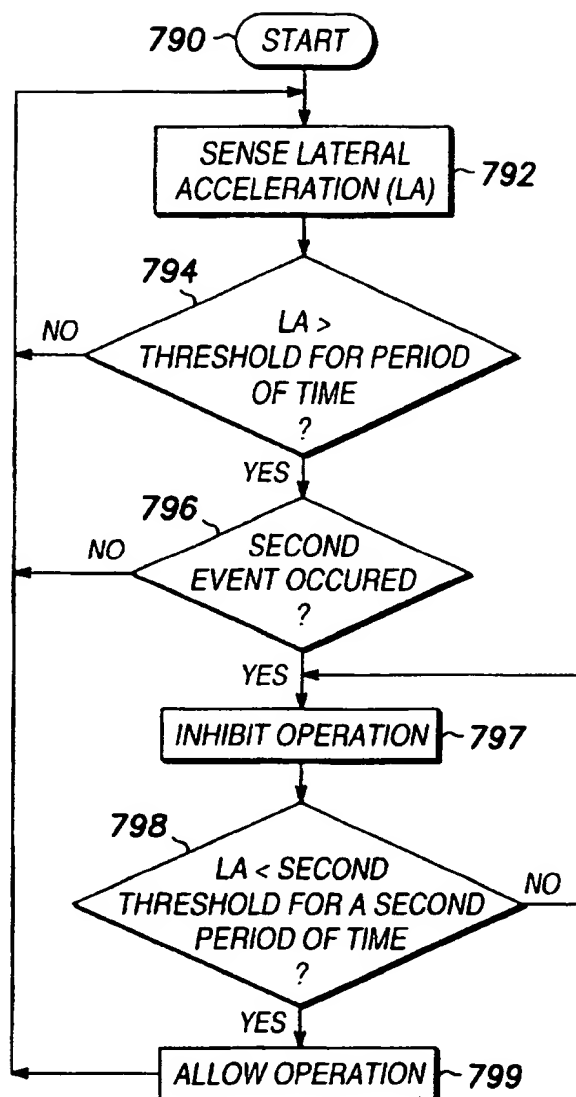 790
START
SENSE LATERAL
ACCELERATION (LA)
792
794
LA >
THRESHOLD FOR PERIOD
OF TIME
?
NO
YES
796
SECOND
EVENT OCCURED
?
NO
YES
INHIBIT OPERATION
797
798
LA < SECOND
THRESHOLD FOR A SECOND
PERIOD OF TIME
?
NO
YES
ALLOW OPERATION
799